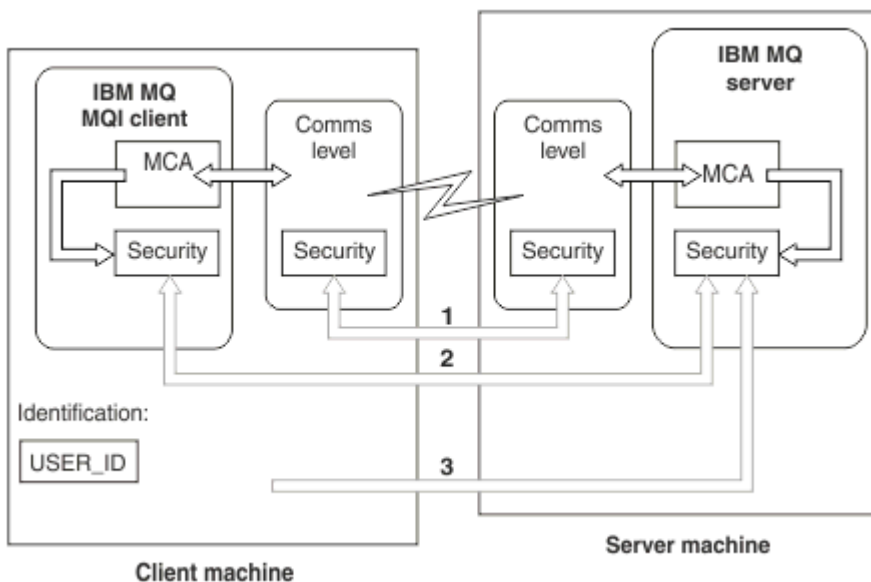 IBM MQ
MQI client
MCA
Security
Comms
level
Security
Comms
level
Security
IBM MQ
server
MCA
Security
1
2
3
Identification:
USER_ID
Client machine
Server machine